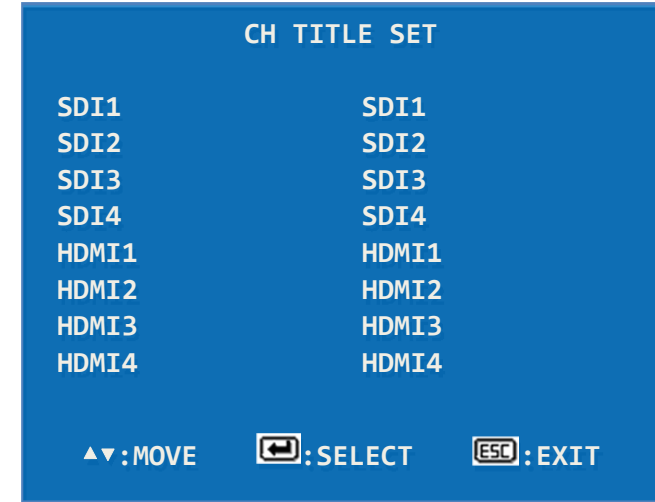 CH TITLE SET
SDI1 SDI1
SDI2 SDI2
SDI3 SDI3
SDI4 SDI4
HDMI1 HDMI1
HDMI2 HDMI2
HDMI3 HDMI3
HDMI4 HDMI4
▲▼:MOVE ↵:SELECT ESC:EXIT